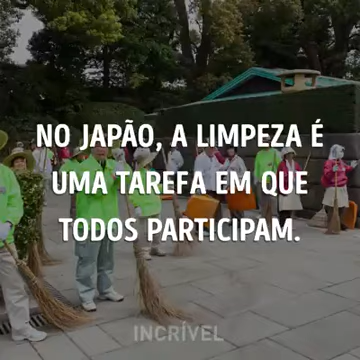 NO JAPÃO, A LIMPEZA É
UMA TAREFA EM QUE
TODOS PARTICIPAM.
INCRÍVEL